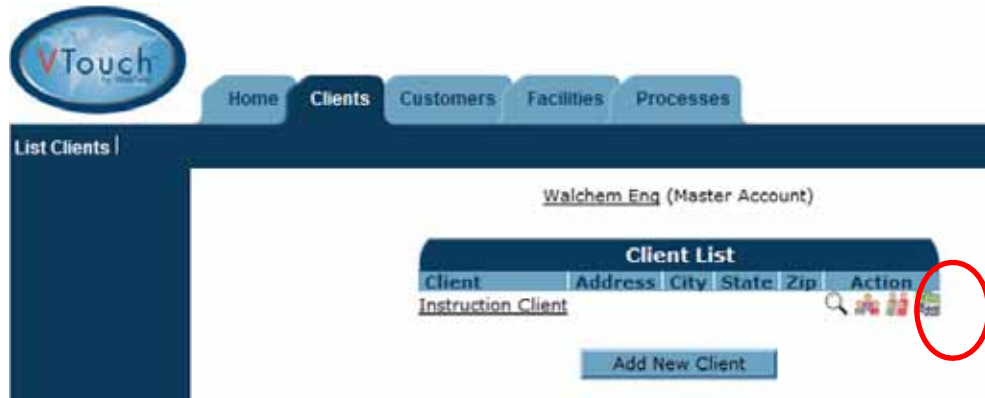 VTouch
Home Clients Customers Facilities Processes
List Clients |
Walchem Eng (Master Account)
Client List
Client Address City State Zip Action
Instruction Client
Add New Client